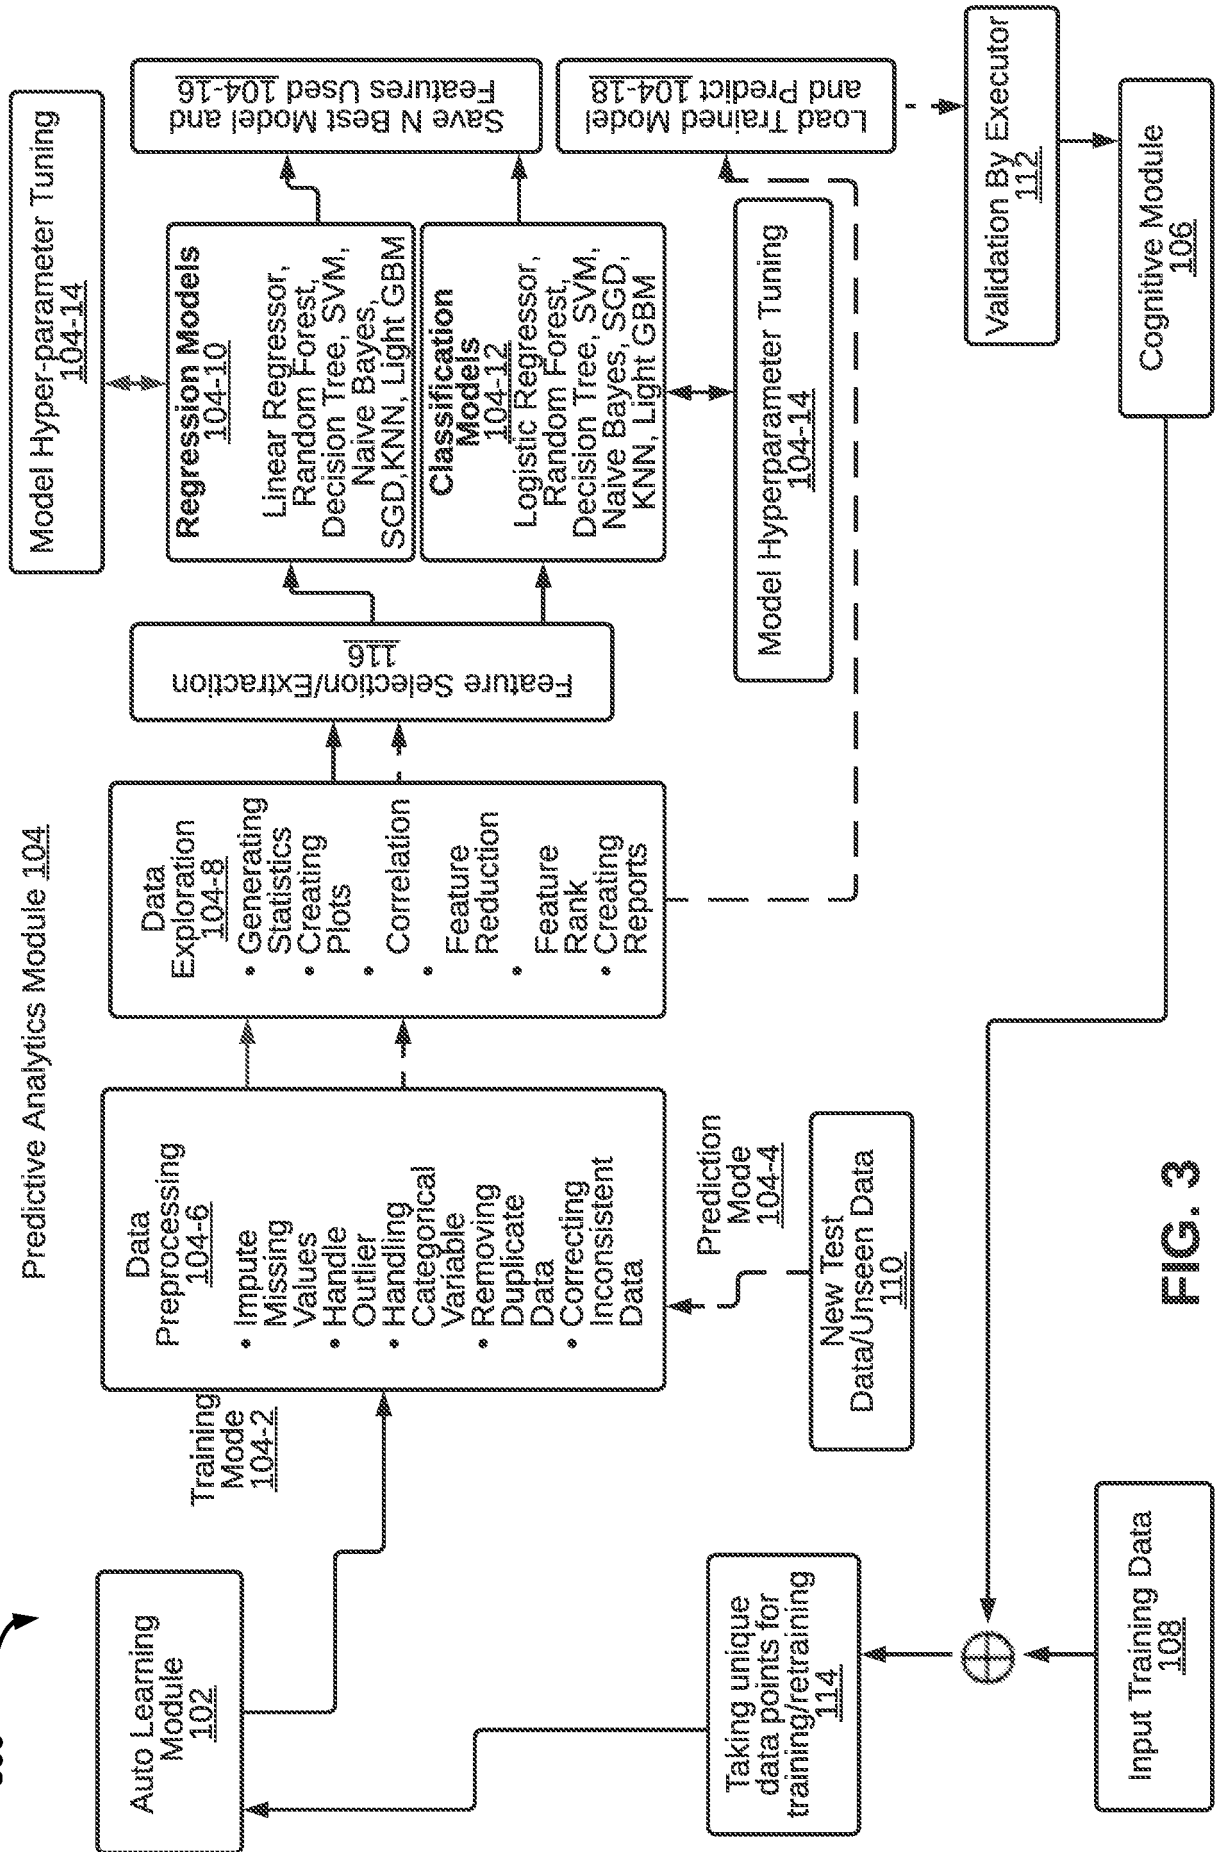 Predictive Analytics Module 104
Auto Learning
Module
102
Training
Mode
104-2
Data
Preprocessing
104-6
• Impute
Missing
Values
• Handle
Outlier
• Handling
Categorical
Variable
• Removing
Duplicate
Data
• Correcting
Inconsistent
Data
Data
Exploration
104-8
• Generating
Statistics
• Creating
Plots
•
Correlation
•
Feature
Reduction
•
Feature
Rank
• Creating
Reports
Feature Selection/Extraction
116
Model Hyper-parameter Tuning
104-14
Regression Models
104-10
Linear Regressor,
Random Forest,
Decision Tree, SVM,
Naive Bayes,
SGD,KNN, Light GBM
Classification
Models
104-12
Logistic Regressor,
Random Forest,
Decision Tree, SVM,
Naive Bayes, SGD,
KNN, Light GBM
Model Hyperparameter Tuning
104-14
Save N Best Model and
Features Used 104-16
Load Trained Model
and Predict 104-18
Validation By Executor
112
Cognitive Module
106
Prediction
Mode
104-4
New Test
Data/Unseen Data
110
Taking unique
data points for
training/retraining
114
Input Training Data
108
FIG. 3